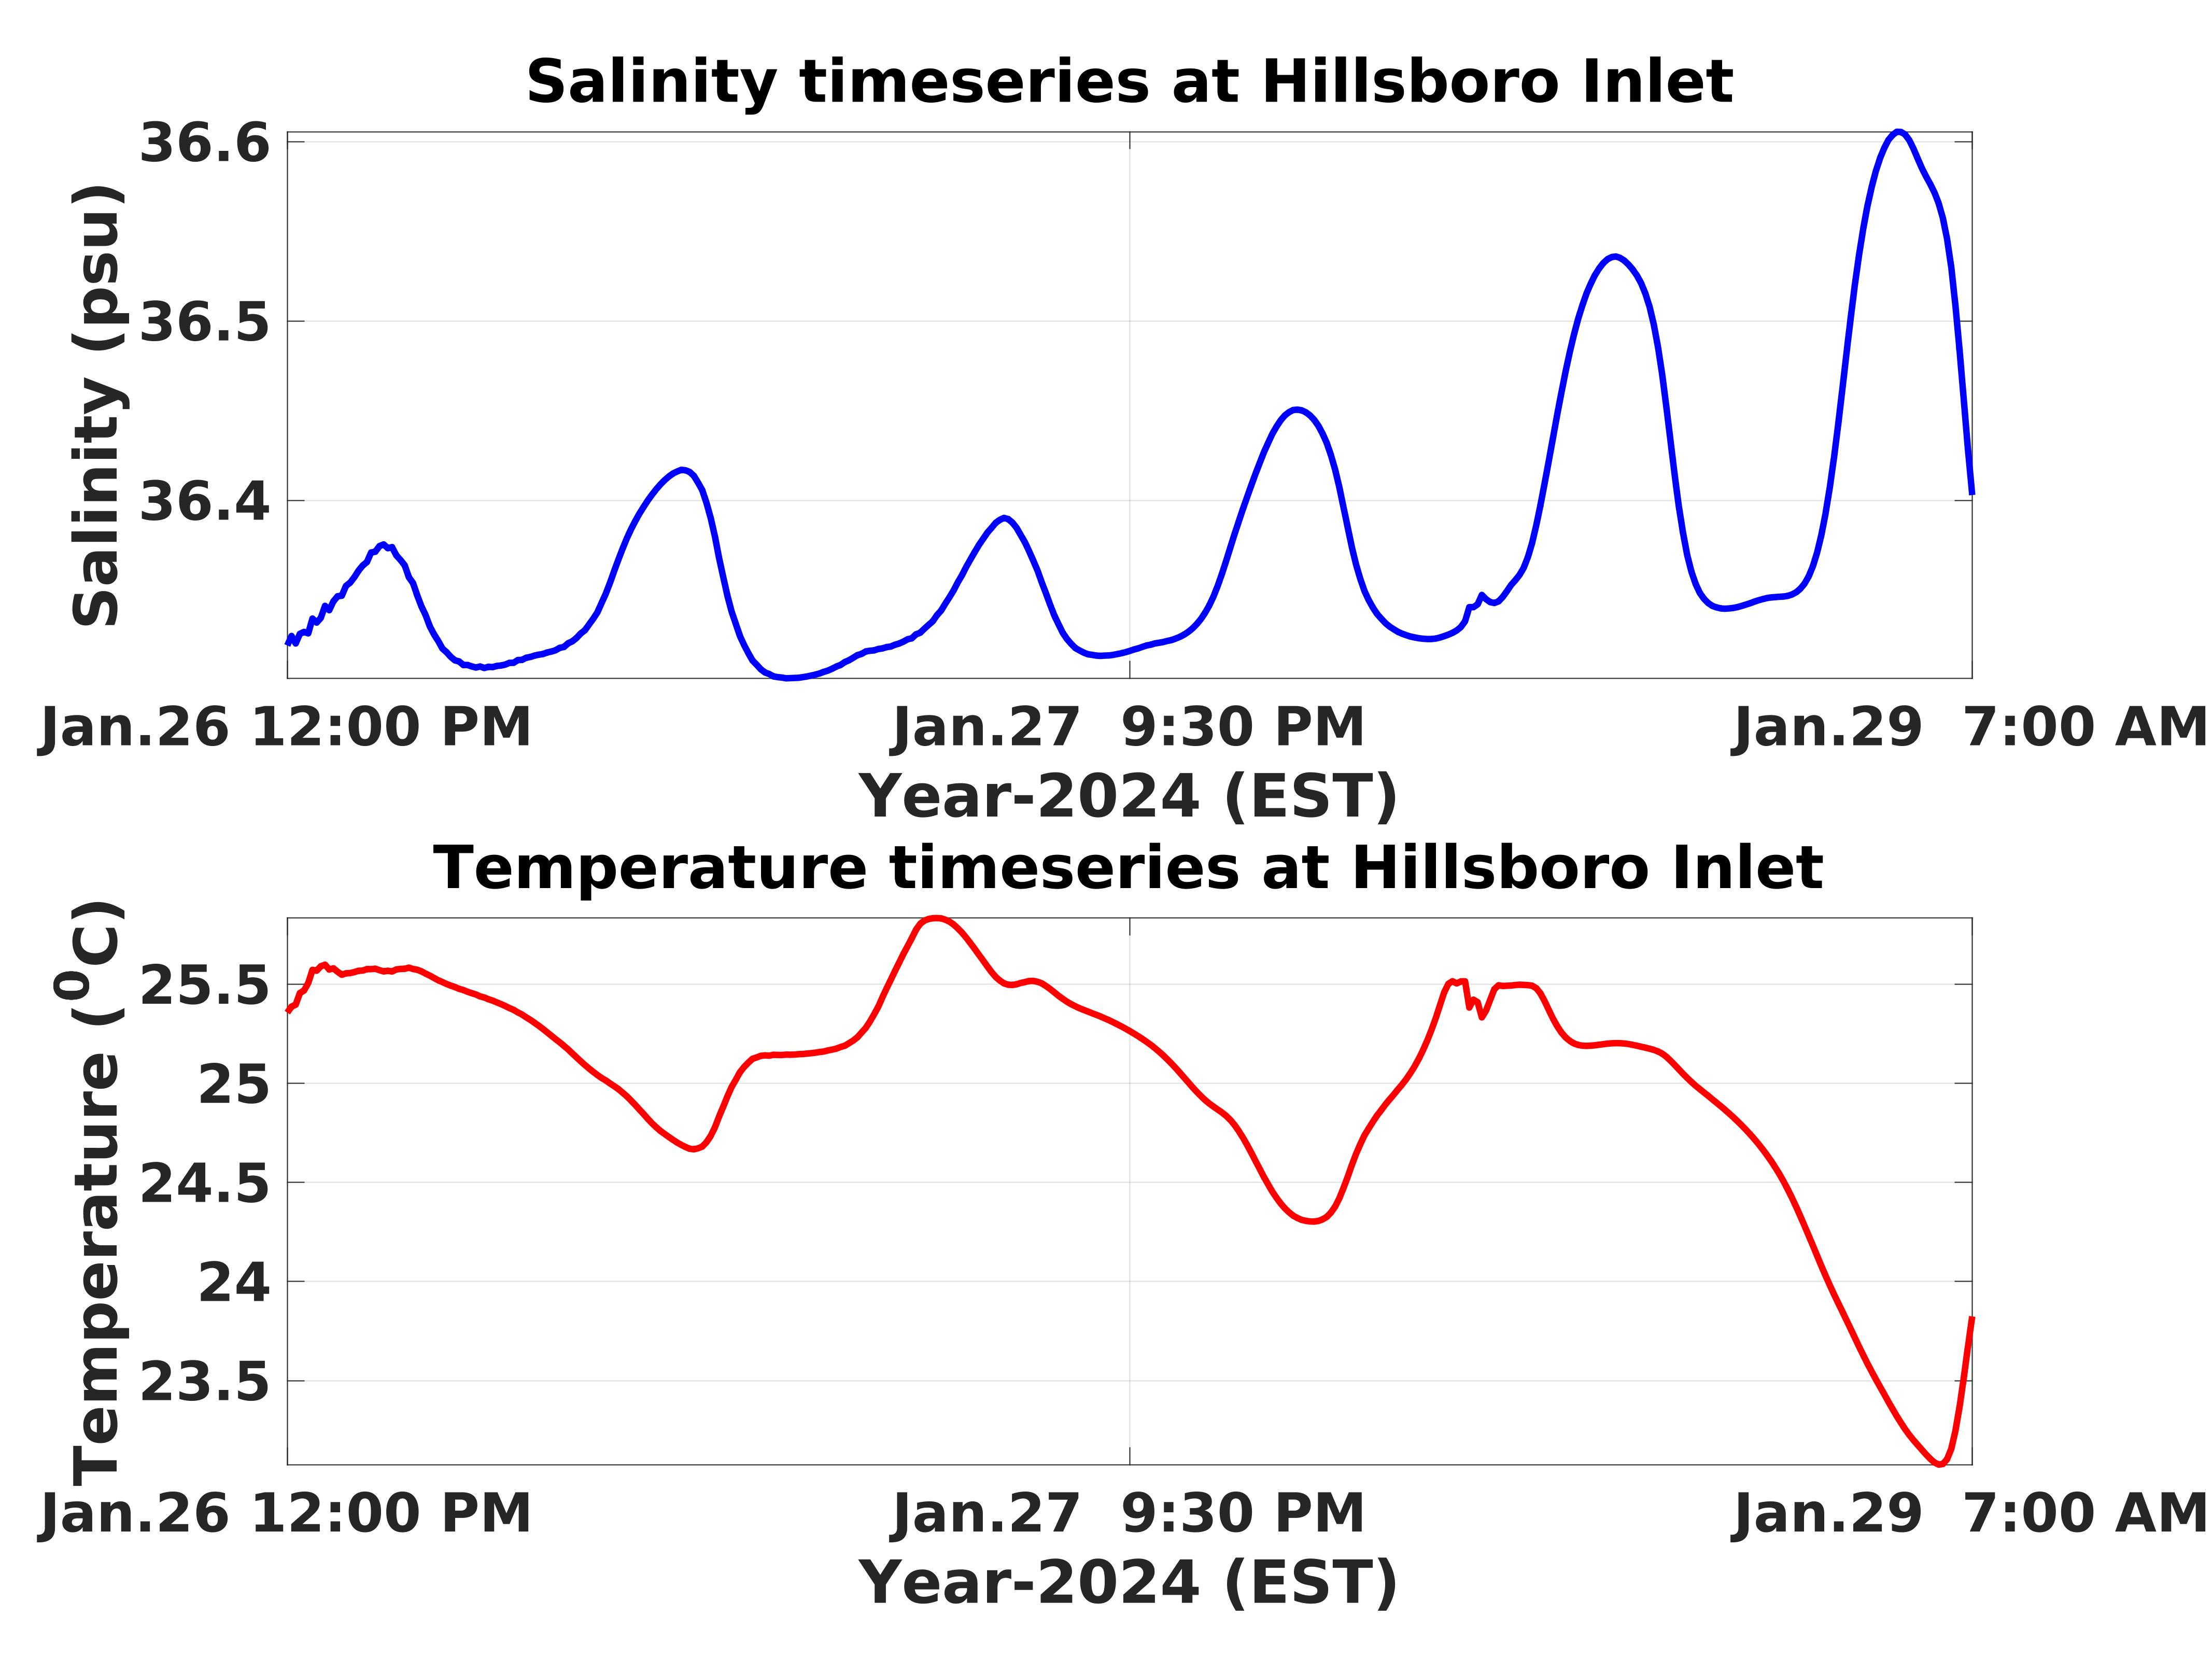 Salinity timeseries at Hillsboro Inlet
Salinity (psu)
36.6
36.5
36.4
Jan.26 12:00 PM Jan.27 9:30 PM Jan.29 7:00 AM
Year-2024 (EST)
Temperature timeseries at Hillsboro Inlet
Temperature (⁰C)
25.5
25
24.5
24
23.5
Jan.26 12:00 PM Jan.27 9:30 PM Jan.29 7:00 AM
Year-2024 (EST)